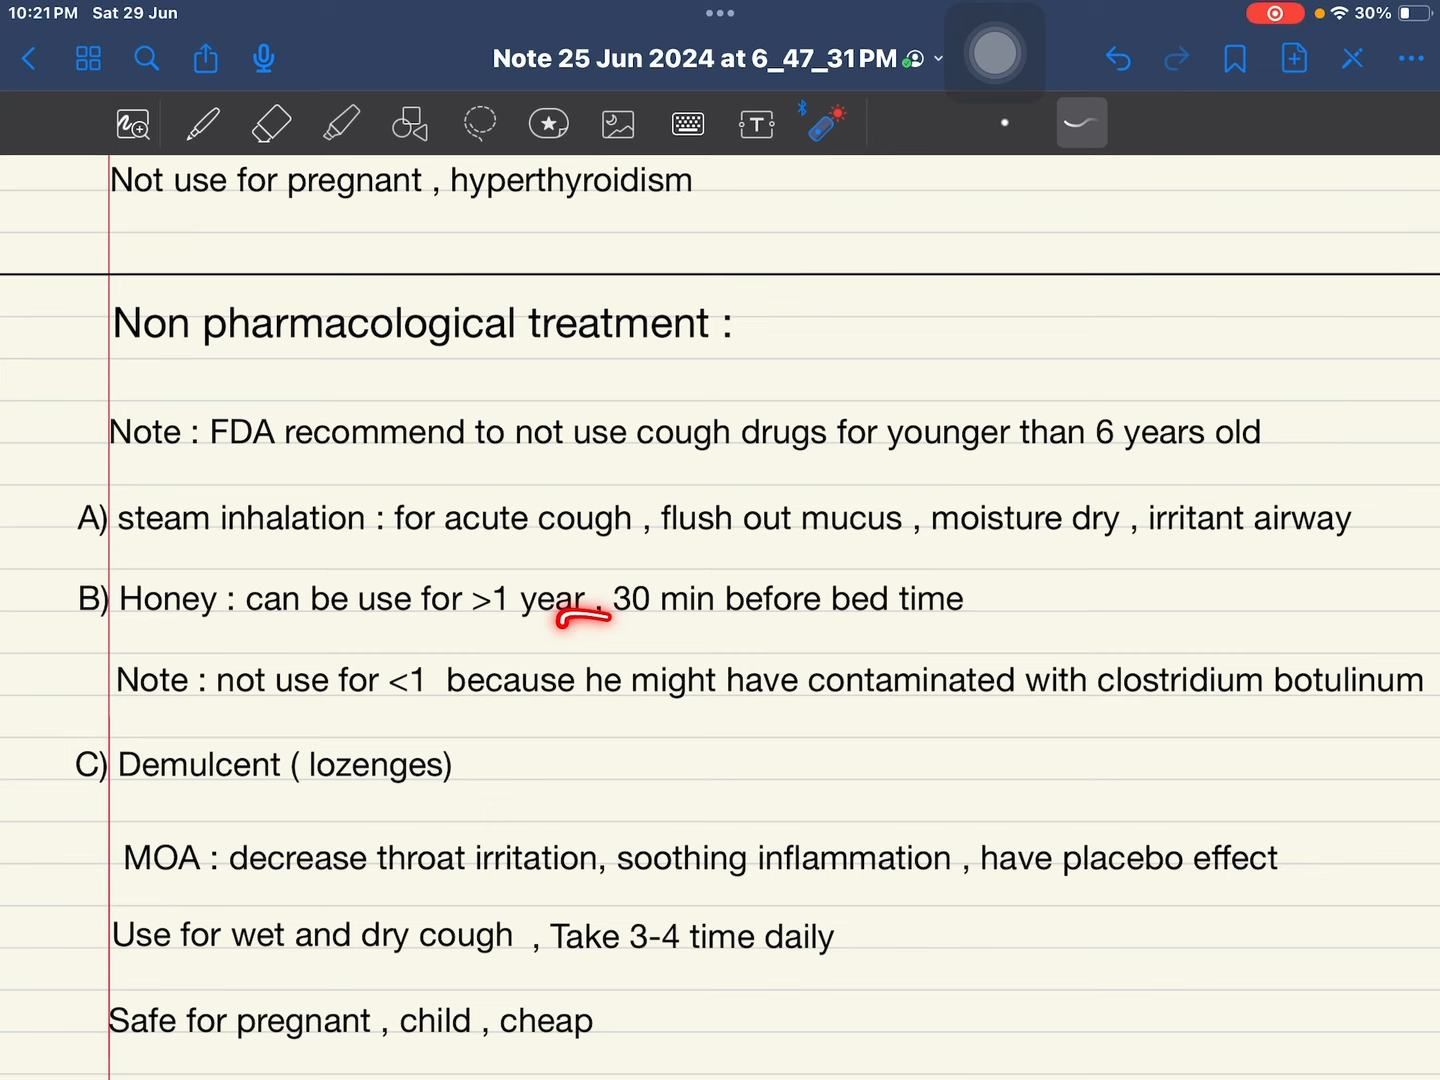 10:21 PM Sat 29 Jun 30%
Note 25 Jun 2024 at 6_47_31 PM
Not use for pregnant , hyperthyroidism
Non pharmacological treatment :
Note : FDA recommend to not use cough drugs for younger than 6 years old
A) steam inhalation : for acute cough , flush out mucus , moisture dry , irritant airway
B) Honey : can be use for >1 year , 30 min before bed time
Note : not use for <1 because he might have contaminated with clostridium botulinum
C) Demulcent ( lozenges)
MOA : decrease throat irritation, soothing inflammation , have placebo effect
Use for wet and dry cough , Take 3-4 time daily
Safe for pregnant , child , cheap